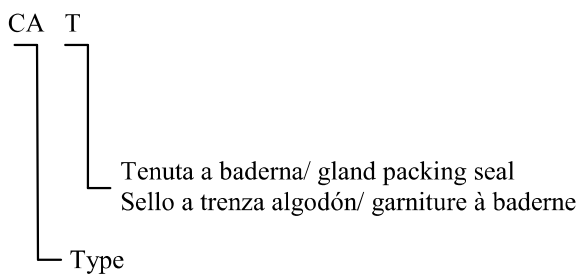 CA T
Tenuta a baderna/ gland packing seal
Sello a trenza algodón/ garniture à baderne
Type